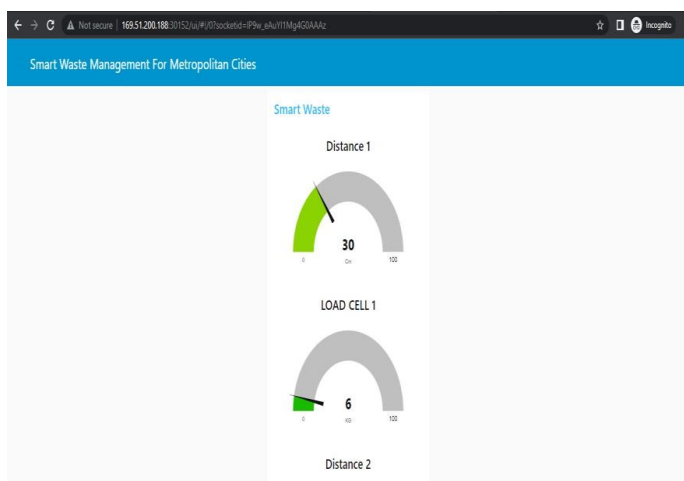 Not secure | 169.51.200.188:30152/ui/#!/0?socketid=IP9w_eAuYI1Mg4G0AAAz
Incognito
Smart Waste Management For Metropolitan Cities
Smart Waste
Distance 1
30
0 Cm 100
LOAD CELL 1
6
0 KG 100
Distance 2